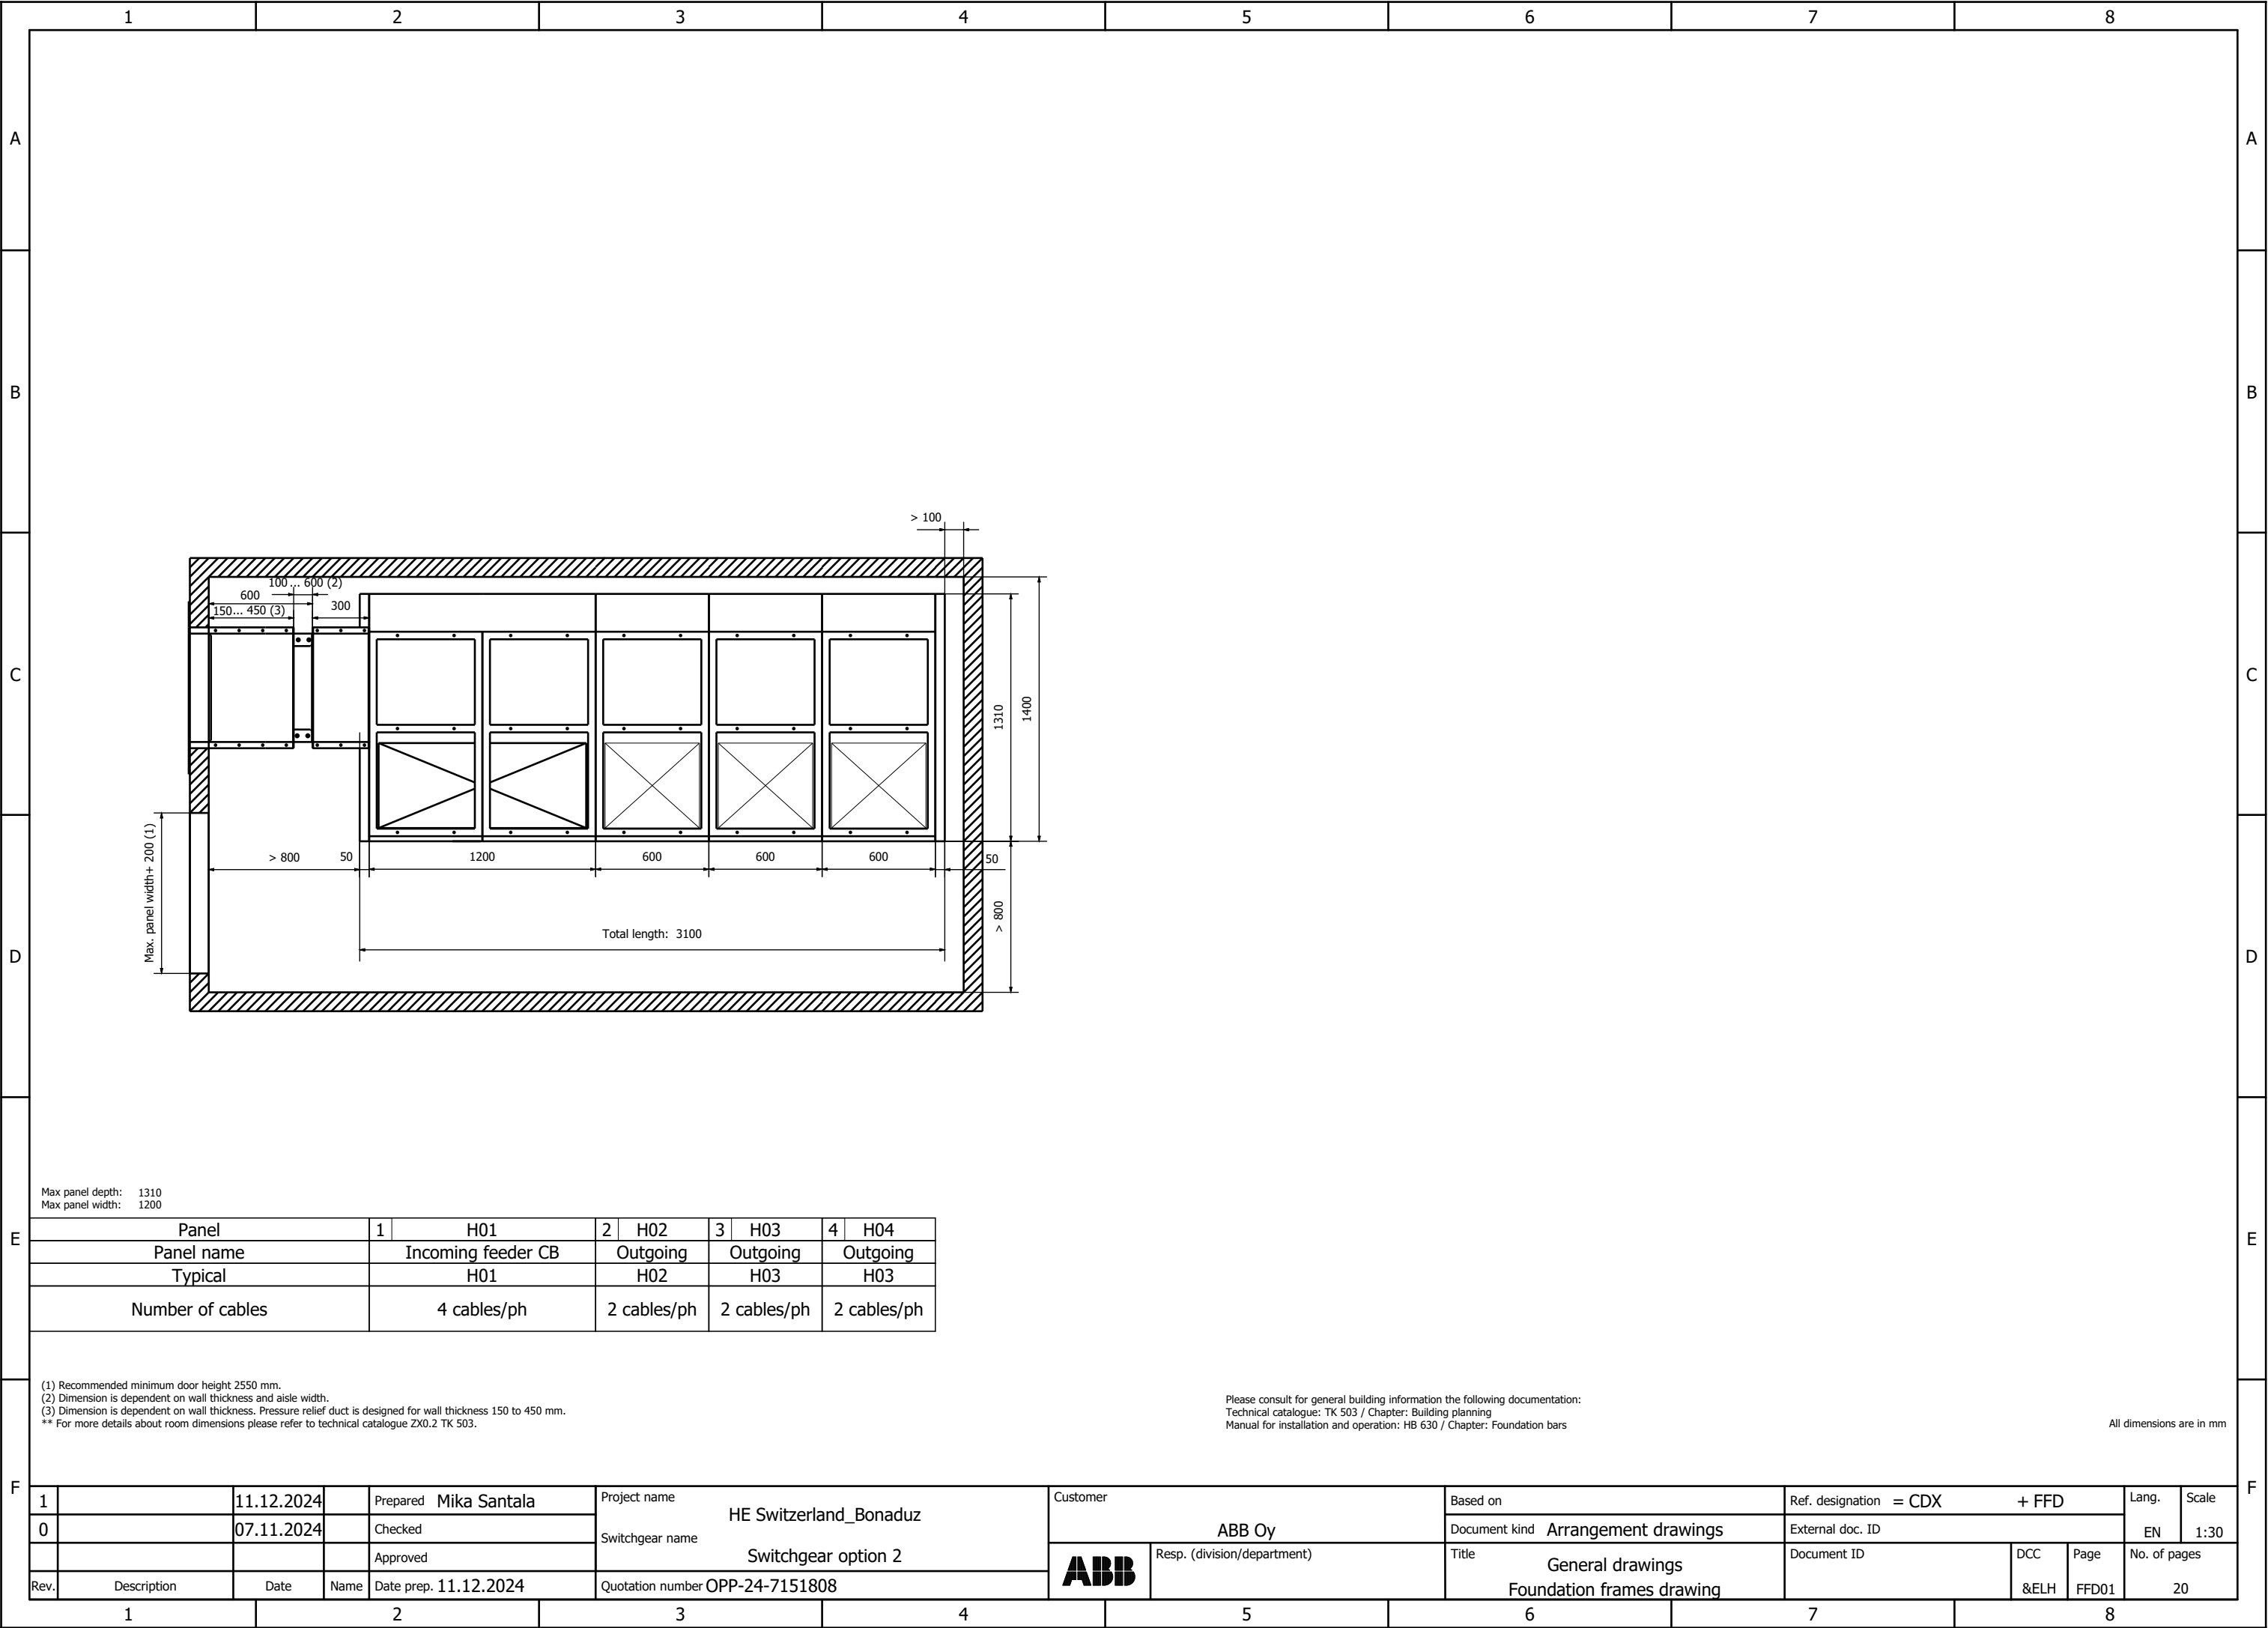 1 2 3 4 5 6 7 8
A A
B B
C C
D D
E E
F F
> 100
100 ... 600 (2)
600
150... 450 (3)
300
1310
1400
Max. panel width+ 200 (1)
> 800
50
1200
600
600
600
50
> 800
Total length: 3100
Max panel depth: 1310
Max panel width: 1200
Panel 1 H01 2 H02 3 H03 4 H04
Panel name Incoming feeder CB Outgoing Outgoing Outgoing
Typical H01 H02 H03 H03
Number of cables 4 cables/ph 2 cables/ph 2 cables/ph 2 cables/ph
(1) Recommended minimum door height 2550 mm.
(2) Dimension is dependent on wall thickness and aisle width.
(3) Dimension is dependent on wall thickness. Pressure relief duct is designed for wall thickness 150 to 450 mm.
** For more details about room dimensions please refer to technical catalogue ZX0.2 TK 503.
Please consult for general building information the following documentation:
Technical catalogue: TK 503 / Chapter: Building planning
Manual for installation and operation: HB 630 / Chapter: Foundation bars
All dimensions are in mm
1 11.12.2024
0 07.11.2024
Rev. Description Date Name
Prepared Mika Santala
Checked
Approved
Date prep. 11.12.2024
Project name
HE Switzerland_Bonaduz
Switchgear name
Switchgear option 2
Quotation number OPP-24-7151808
Customer
ABB Oy
ABB
Resp. (division/department)
Based on
Document kind Arrangement drawings
Title
General drawings
Foundation frames drawing
Ref. designation = CDX + FFD
External doc. ID
Document ID
DCC
&ELH
Page
FFD01
Lang.
EN
Scale
1:30
No. of pages
20
1 2 3 4 5 6 7 8